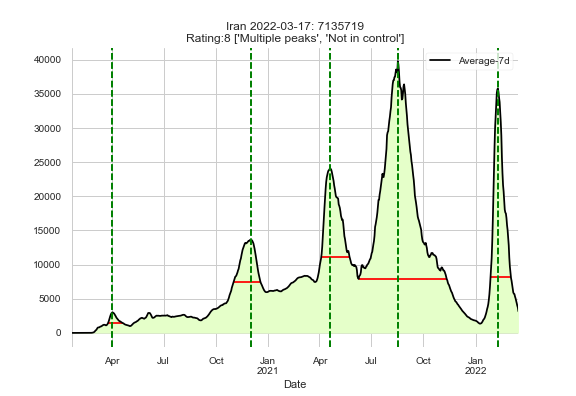 Iran 2022-03-17: 7135719
Rating:8 ['Multiple peaks', 'Not in control']
Average-7d
40000
35000
30000
25000
20000
15000
10000
5000
0
Apr Jul Oct Jan Apr Jul Oct Jan
2021 2022
Date